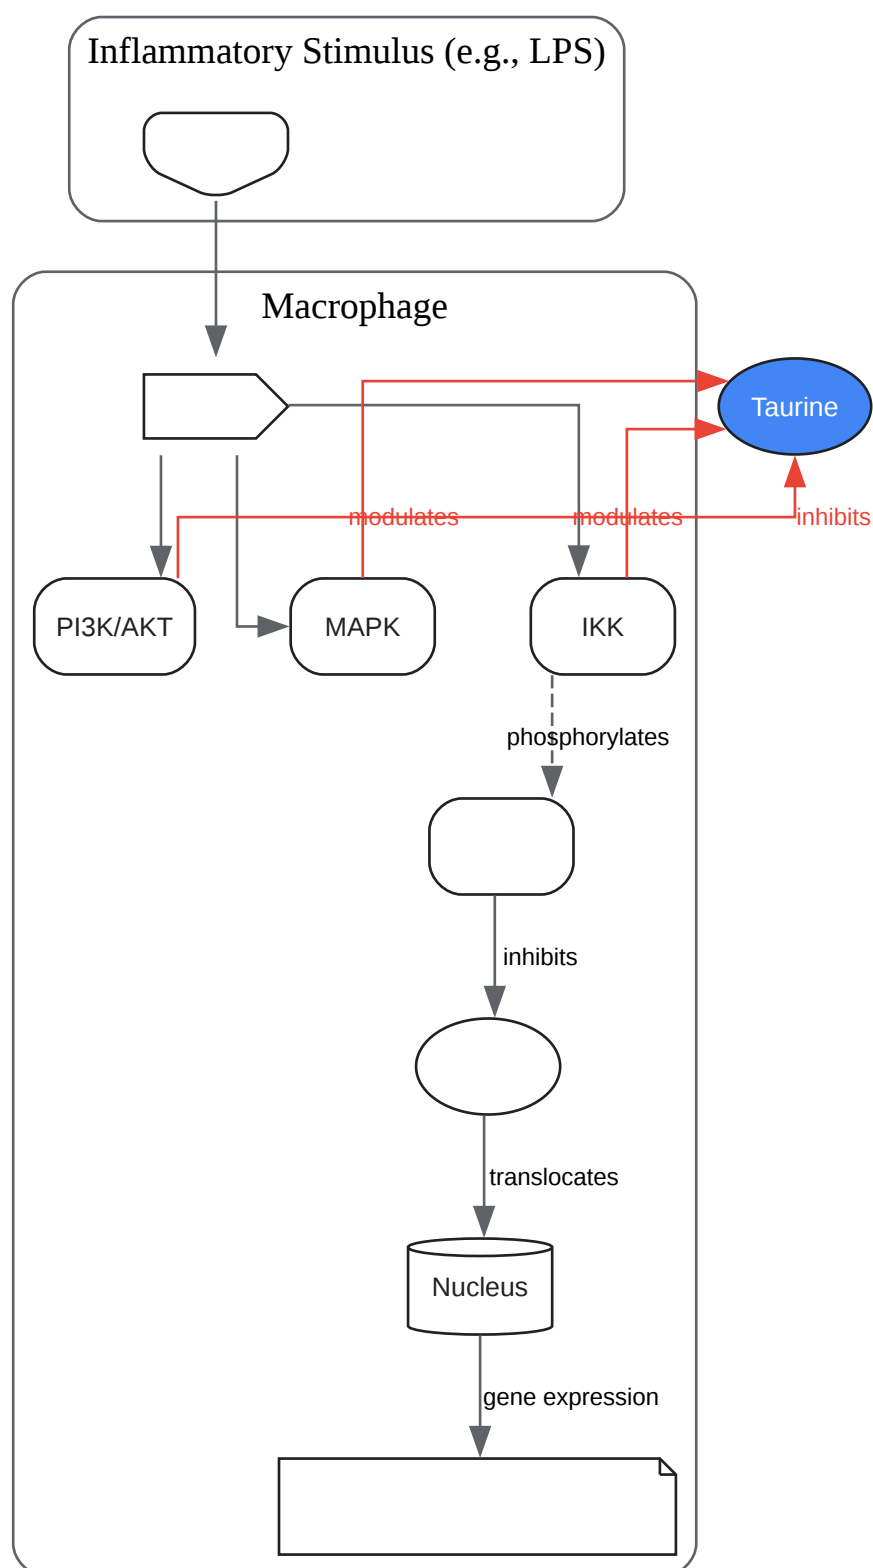 Inflammatory Stimulus (e.g., LPS)
Macrophage
Taurine
modulates
modulates
inhibits
PI3K/AKT
MAPK
IKK
phosphorylates
inhibits
translocates
Nucleus
gene expression